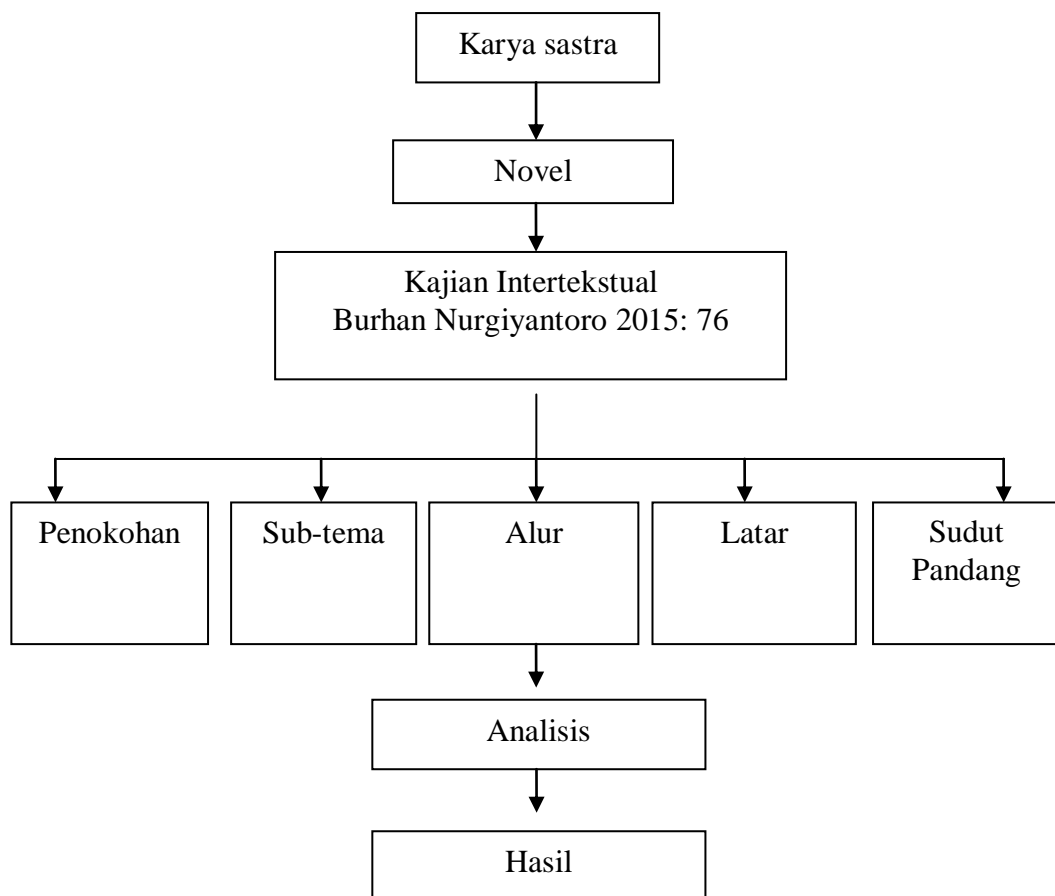 Karya sastra
Novel
Kajian Intertekstual
Burhan Nurgiyantoro 2015: 76
Penokohan
Sub-tema
Alur
Latar
Sudut
Pandang
Analisis
Hasil